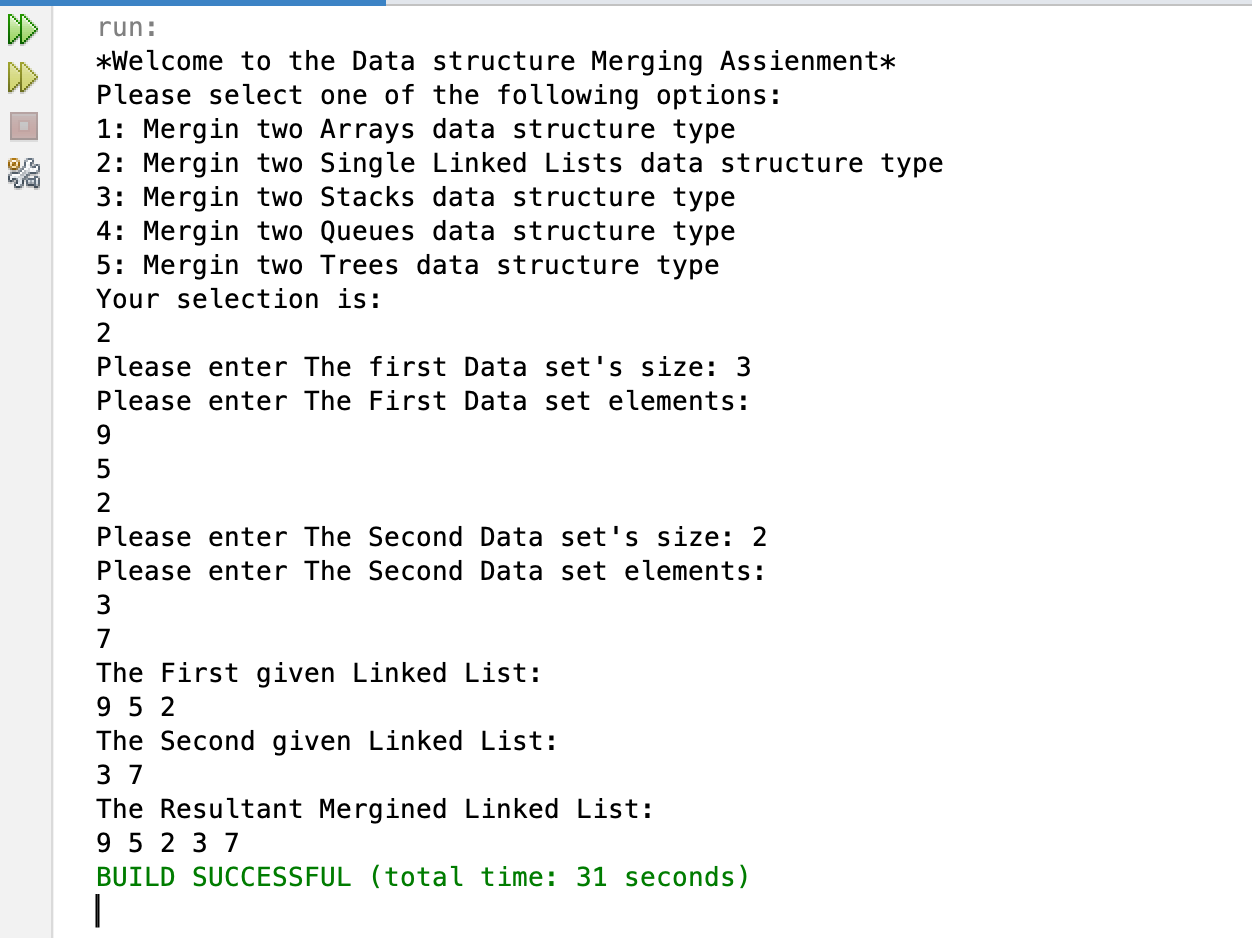 run:
*Welcome to the Data structure Merging Assienment*
Please select one of the following options:
1: Mergin two Arrays data structure type
2: Mergin two Single Linked Lists data structure type
3: Mergin two Stacks data structure type
4: Mergin two Queues data structure type
5: Mergin two Trees data structure type
Your selection is:
2
Please enter The first Data set's size: 3
Please enter The First Data set elements:
9
5
2
Please enter The Second Data set's size: 2
Please enter The Second Data set elements:
3
7
The First given Linked List:
9 5 2
The Second given Linked List:
3 7
The Resultant Mergined Linked List:
9 5 2 3 7
BUILD SUCCESSFUL (total time: 31 seconds)